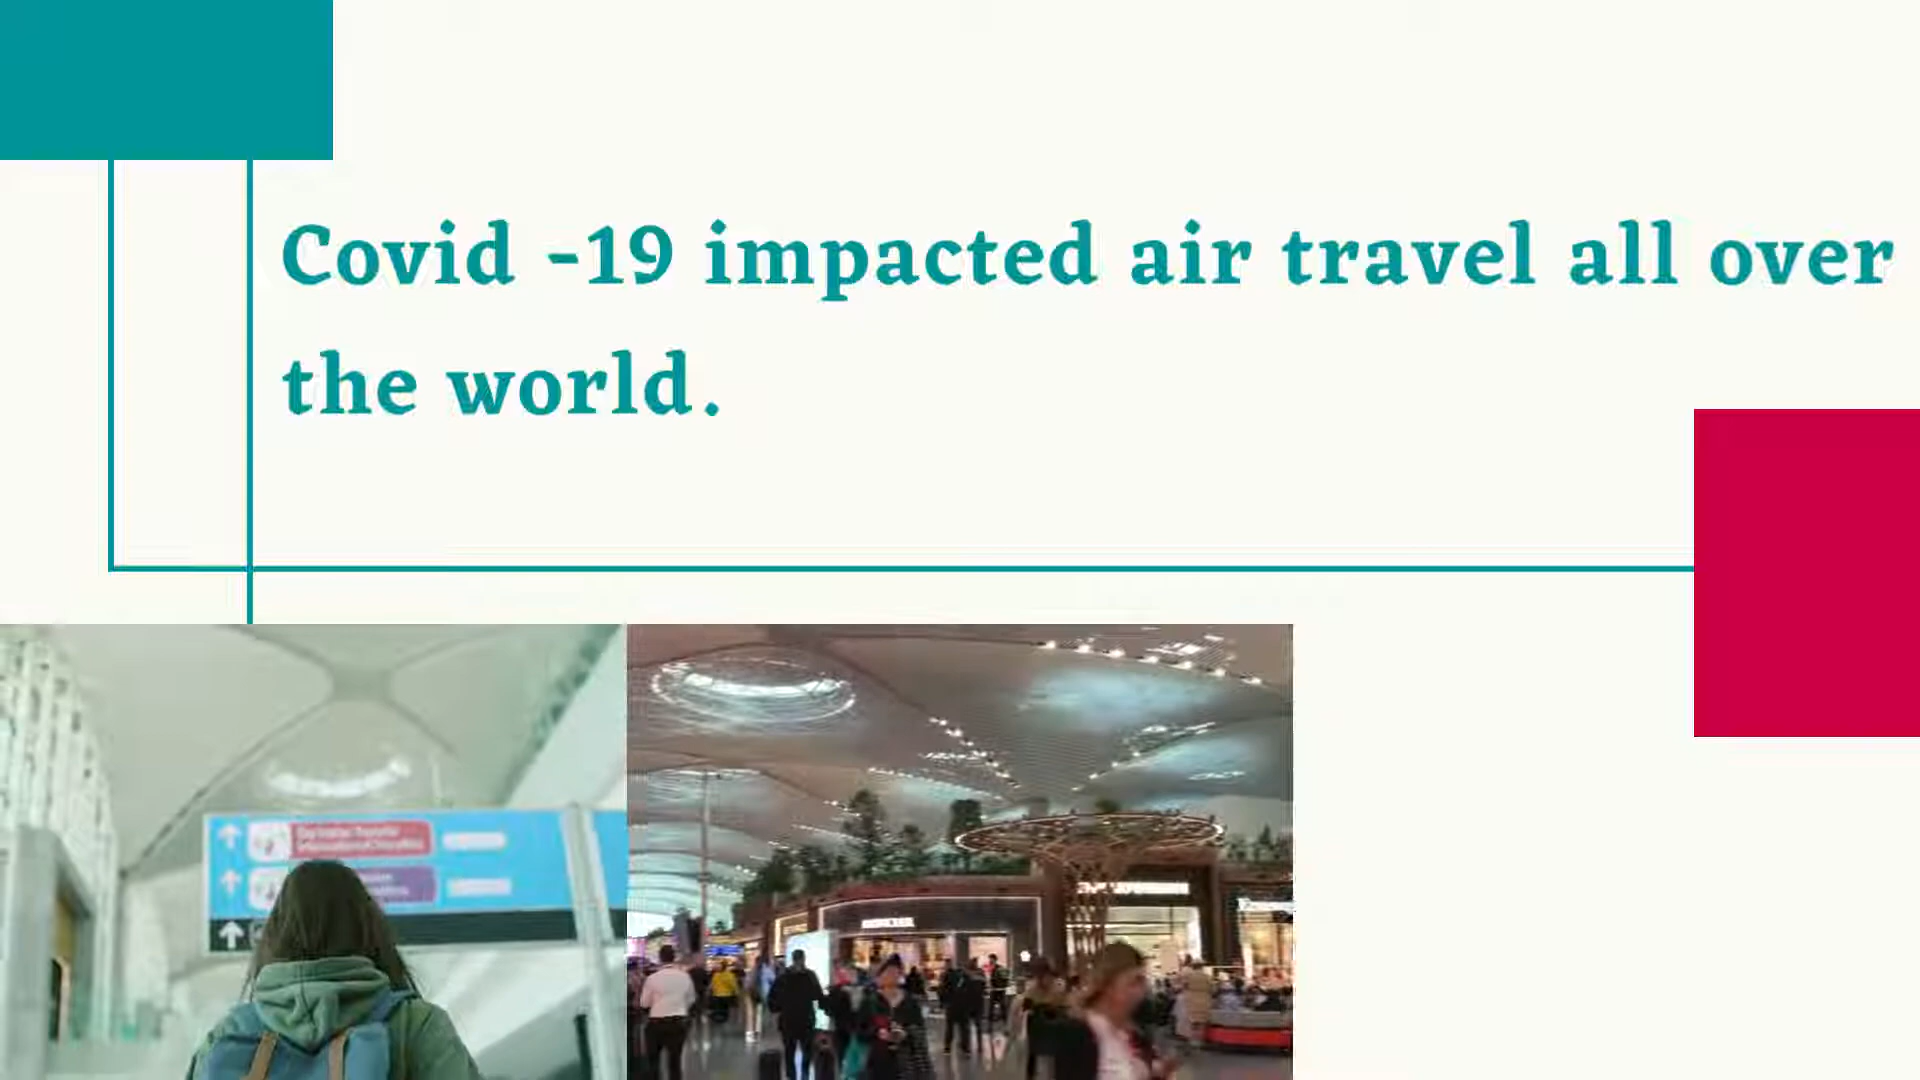 Covid -19 impacted air travel all over
the world.